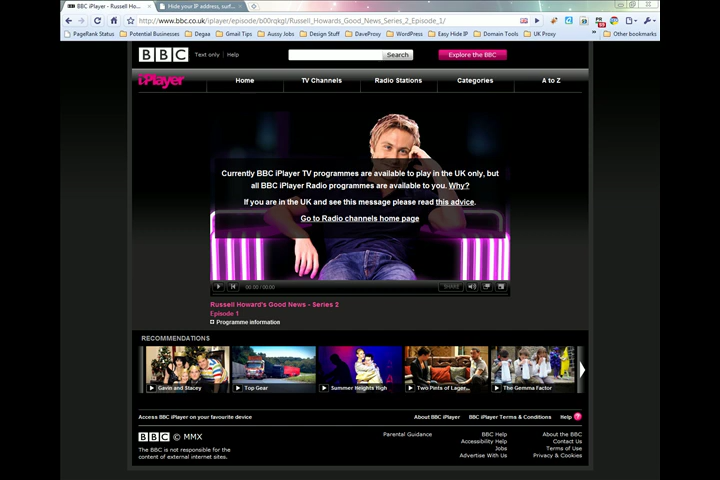 BBC iPlayer - Russell Ho...
Hide your IP address, surf...
http://www.bbc.co.uk/iplayer/episode/b00rqkgl/Russell_Howards_Good_News_Series_2_Episode_1/
PageRank Status
Potential Businesses
Degaa
Gmail Tips
Aussy Jobs
Design Stuff
DaveProxy
WordPress
Easy Hide IP
Domain Tools
UK Proxy
Other bookmarks
BBC
Text only
Help
Search
Explore the BBC
iPlayer
Home
TV Channels
Radio Stations
Categories
A to Z
Currently BBC iPlayer TV programmes are available to play in the UK only, but
all BBC iPlayer Radio programmes are available to you. Why?
If you are in the UK and see this message please read this advice.
Go to Radio channels home page
00:00 / 00:00
SHARE
Russell Howard's Good News - Series 2
Episode 1
Programme information
RECOMMENDATIONS
Gavin and Stacey
Top Gear
Summer Heights High
Two Pints of Lager...
The Gemma Factor
Access BBC iPlayer on your favourite device
About BBC iPlayer
BBC iPlayer Terms & Conditions
Help ?
BBC © MMX
The BBC is not responsible for the
content of external internet sites.
Parental Guidance
BBC Help
Accessibility Help
Jobs
Advertise With Us
About the BBC
Contact Us
Terms of Use
Privacy & Cookies